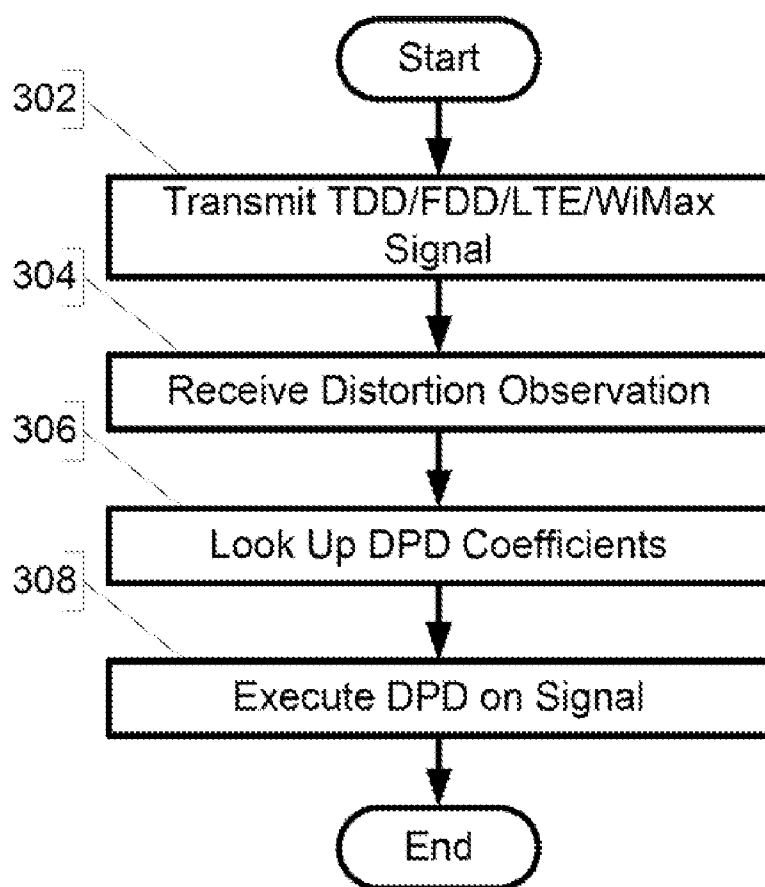 Start
302
Transmit TDD/FDD/LTE/WiMax
Signal
304
Receive Distortion Observation
306
Look Up DPD Coefficients
308
Execute DPD on Signal
End